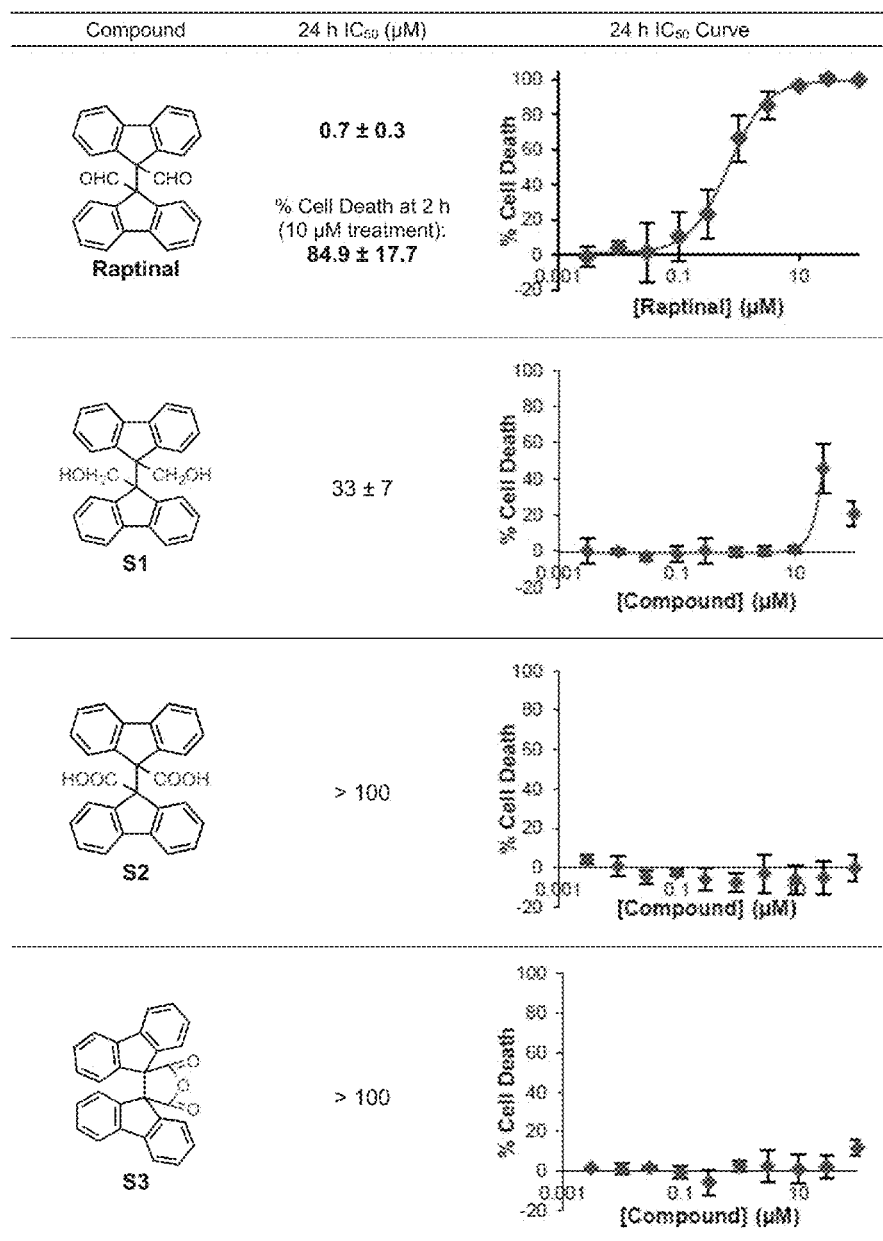 Compound 24 h IC₅₀ (µM) 24 h IC₅₀ Curve
OHC CHO
Raptinal
0.7 ± 0.3
% Cell Death at 2 h
(10 µM treatment):
84.9 ± 17.7
% Cell Death
100
80
60
40
20
0
-20
0.001 0.1 10
[Raptinal] (µM)
HOH₂C CH₂OH
S1
33 ± 7
% Cell Death
100
80
60
40
20
0
-20
0.001 0.1 10
[Compound] (µM)
HOOC COOH
S2
> 100
% Cell Death
100
80
60
40
20
0
-20
0.001 0.1 10
[Compound] (µM)
O
O
O
S3
> 100
% Cell Death
100
80
60
40
20
0
-20
0.001 0.1 10
[Compound] (µM)